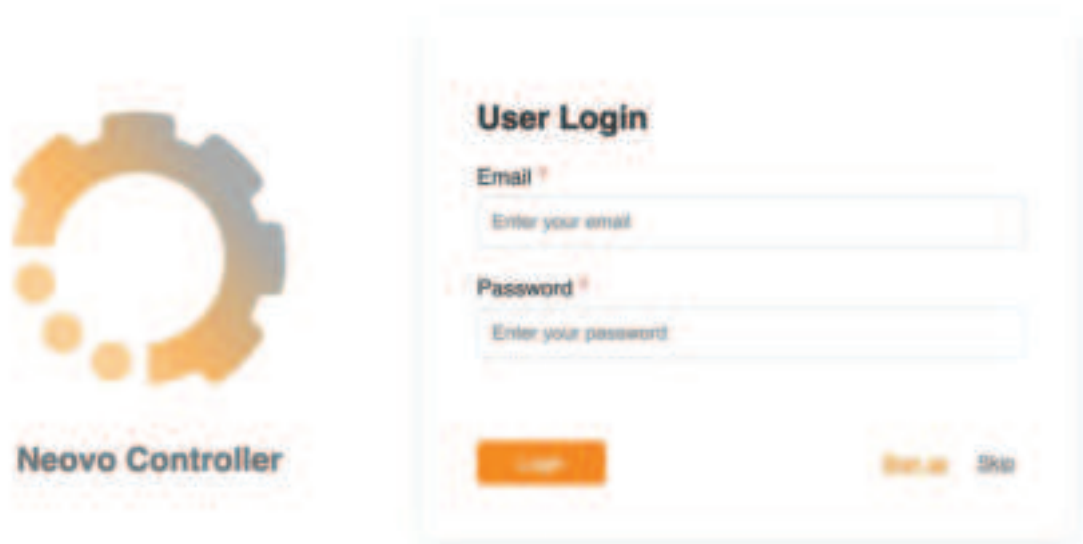 User Login
Email *
Enter your email
Password *
Enter your password
Login
Sign up Skip
Neovo Controller